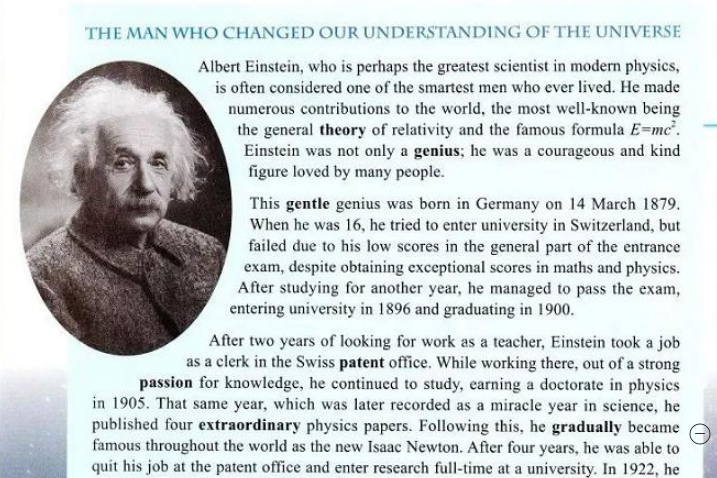 THE MAN WHO CHANGED OUR UNDERSTANDING OF THE UNIVERSE
Albert Einstein, who is perhaps the greatest scientist in modern physics,
is often considered one of the smartest men who ever lived. He made
numerous contributions to the world, the most well-known being
the general theory of relativity and the famous formula E=mc².
Einstein was not only a genius; he was a courageous and kind
figure loved by many people.
This gentle genius was born in Germany on 14 March 1879.
When he was 16, he tried to enter university in Switzerland, but
failed due to his low scores in the general part of the entrance
exam, despite obtaining exceptional scores in maths and physics.
After studying for another year, he managed to pass the exam,
entering university in 1896 and graduating in 1900.
After two years of looking for work as a teacher, Einstein took a job
as a clerk in the Swiss patent office. While working there, out of a strong
passion for knowledge, he continued to study, earning a doctorate in physics
in 1905. That same year, which was later recorded as a miracle year in science, he
published four extraordinary physics papers. Following this, he gradually became
famous throughout the world as the new Isaac Newton. After four years, he was able to
quit his job at the patent office and enter research full-time at a university. In 1922, he